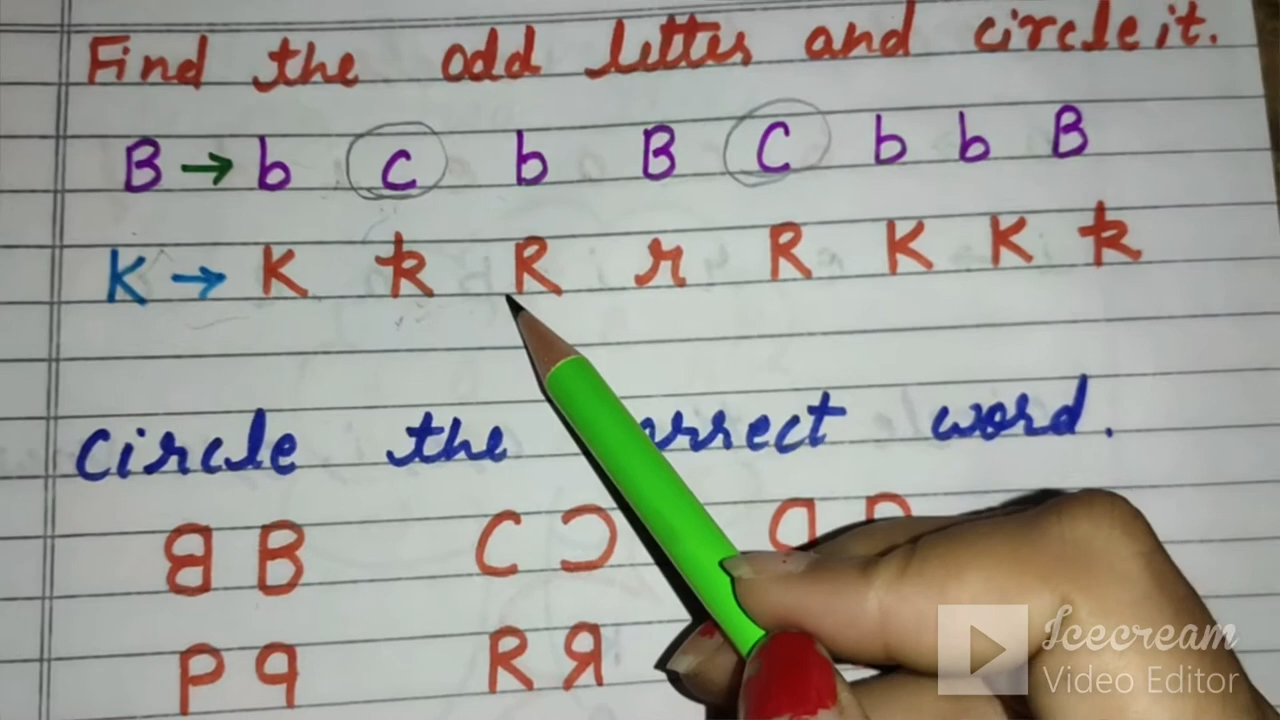 Find the odd letter and circle it.
B → b c b B C b b B
K → K k R r R K K k
Circle the correct word.
B B C C D
P P R R
Icecream
Video Editor